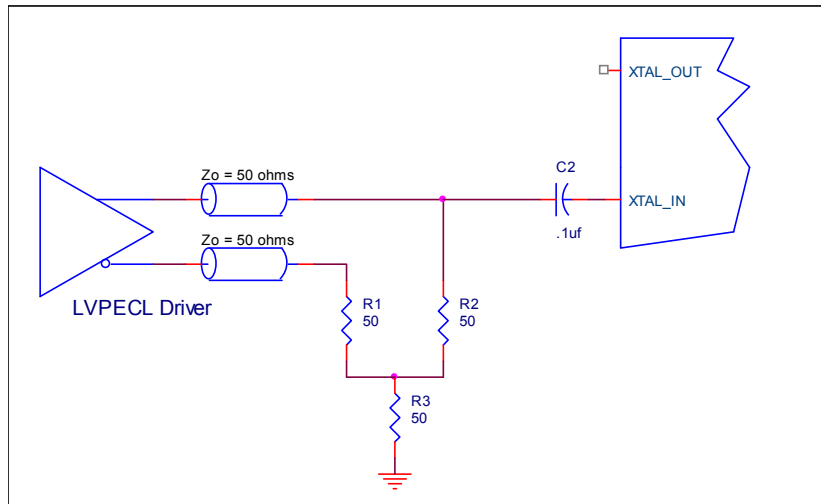 XTAL_OUT
Zo = 50 ohms
C2
XTAL_IN
.1uf
Zo = 50 ohms
LVPECL Driver
R1
50
R2
50
R3
50